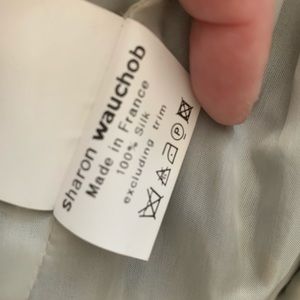 sharon wauchob
Made in France
100% Silk
excluding trim